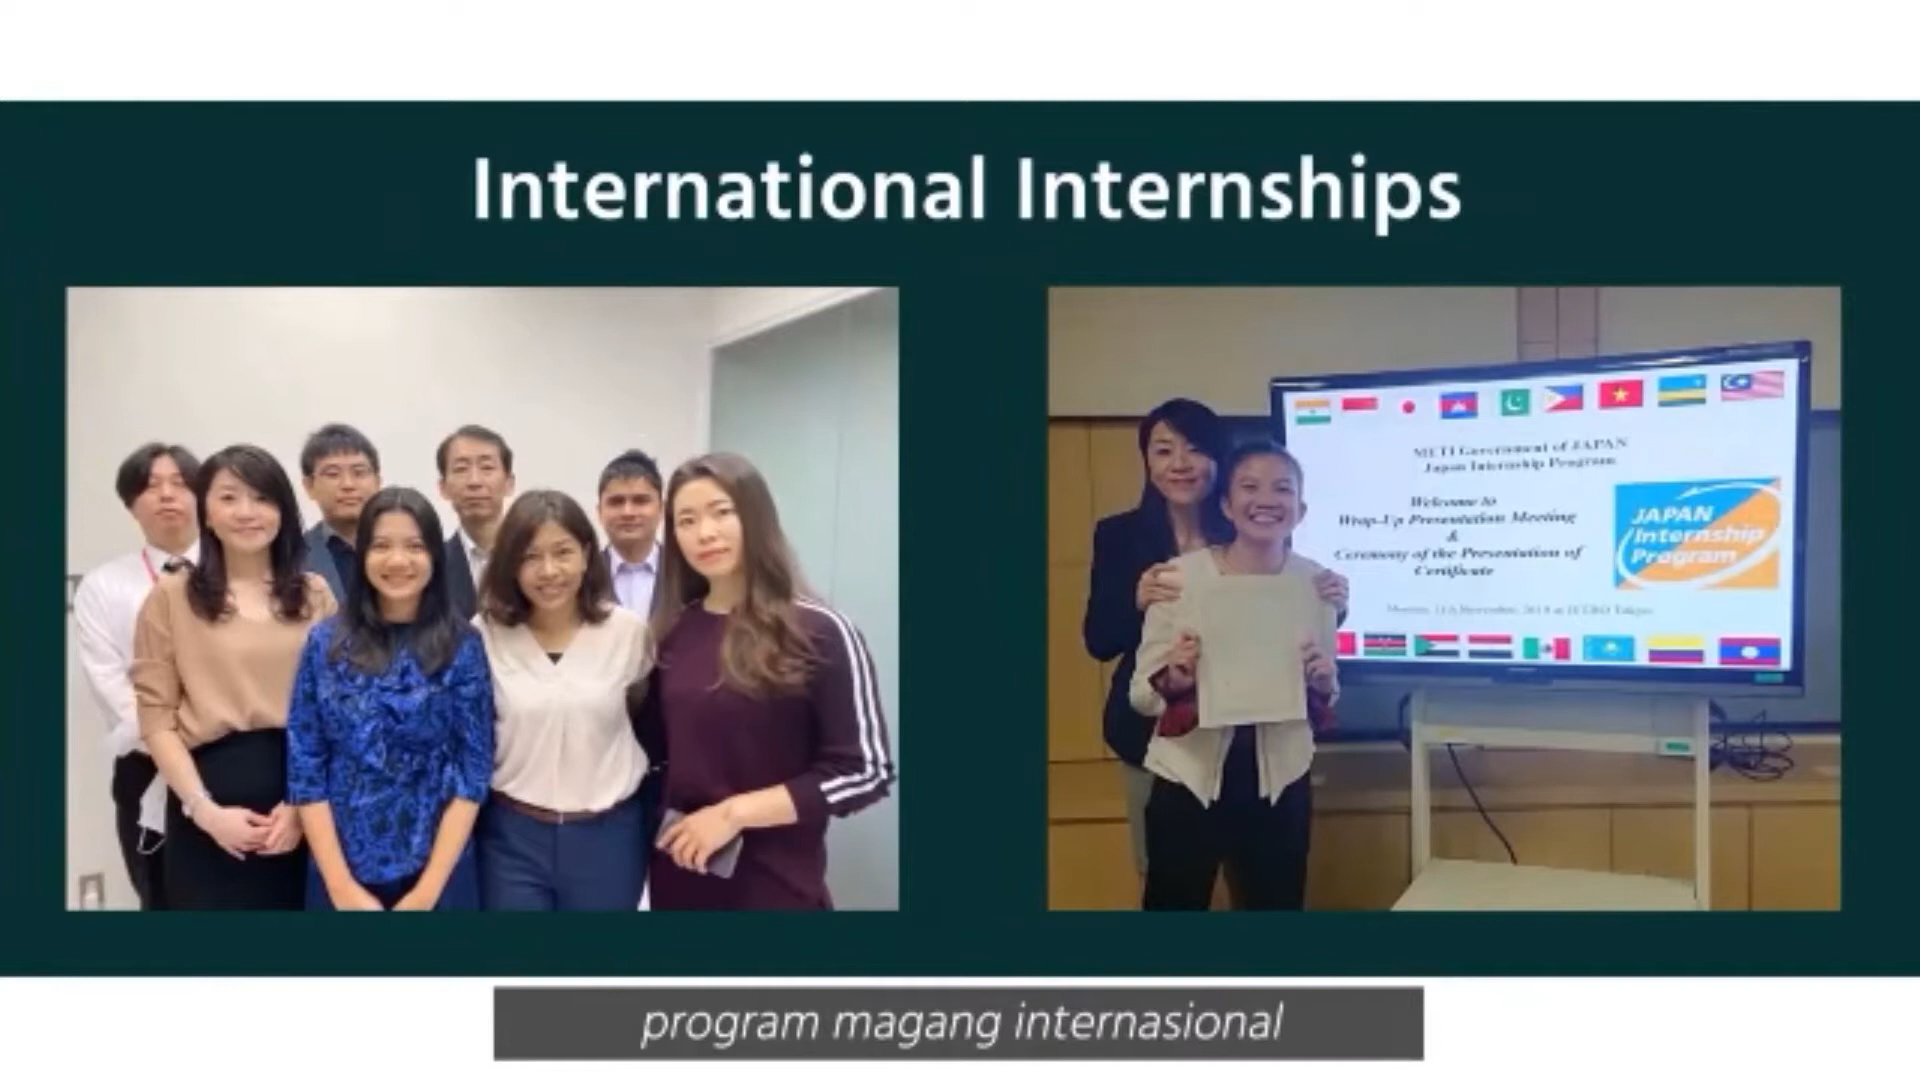 International Internships
METI Government of JAPAN
Japan Internship Program
Welcome to
Wrap-Up Presentation Meeting
&
Ceremony of the Presentation of
Certificate
JAPAN
Internship
Program
program magang internasional